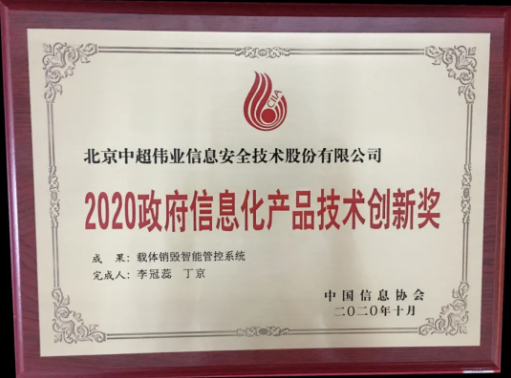 CIIA
北京中超伟业信息安全技术股份有限公司
2020政府信息化产品技术创新奖
成 果：载体销毁智能管控系统
完成人：李冠蕊 丁京
中国信息协会
二〇二〇年十月